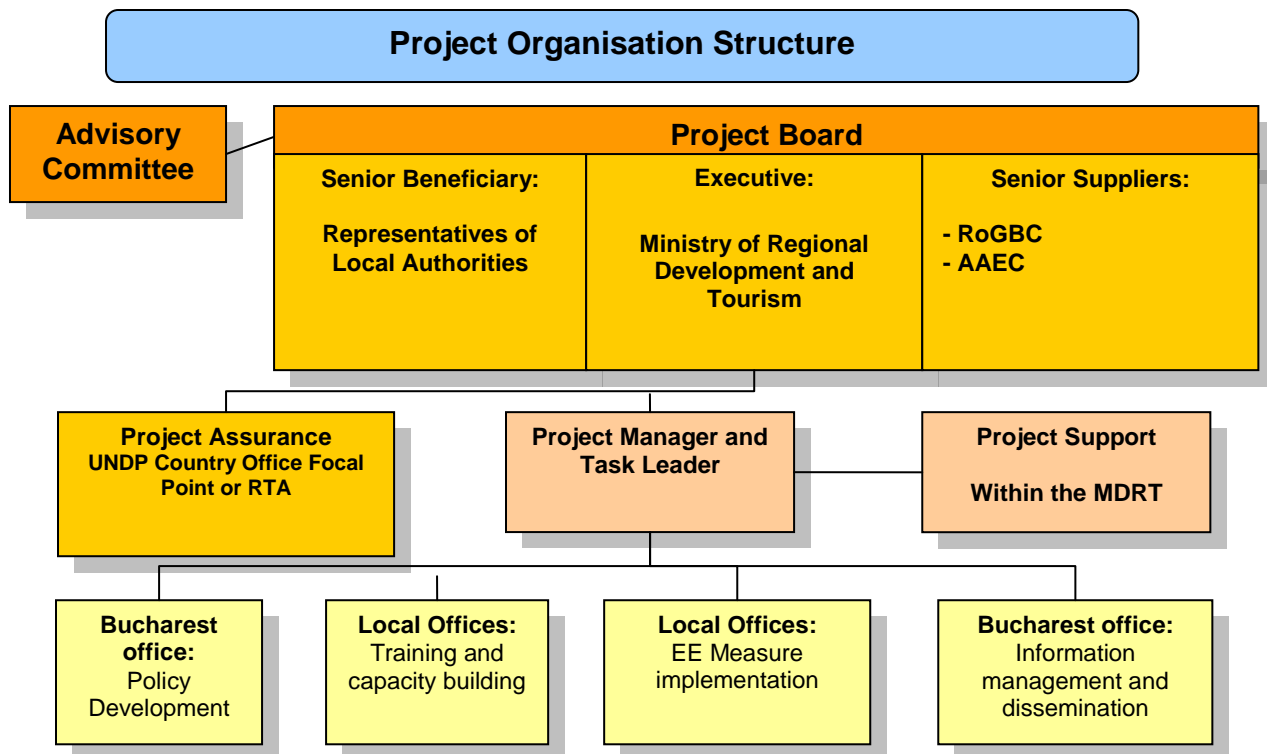 Project Organisation Structure
Advisory
Committee
Project Board
Senior Beneficiary:
Representatives of
Local Authorities
Executive:
Ministry of Regional
Development and
Tourism
Senior Suppliers:
- RoGBC
- AAEC
Project Assurance
UNDP Country Office Focal
Point or RTA
Project Manager and
Task Leader
Project Support
Within the MDRT
Bucharest
office:
Policy
Development
Local Offices:
Training and
capacity building
Local Offices:
EE Measure
implementation
Bucharest office:
Information
management and
dissemination